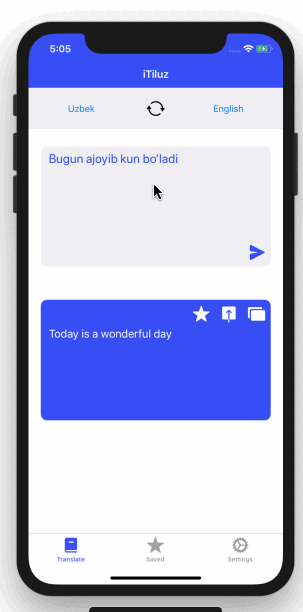 5:05
iTiluz
Uzbek
English
Bugun ajoyib kun bo'ladi
Today is a wonderful day
Translate
Saved
Settings